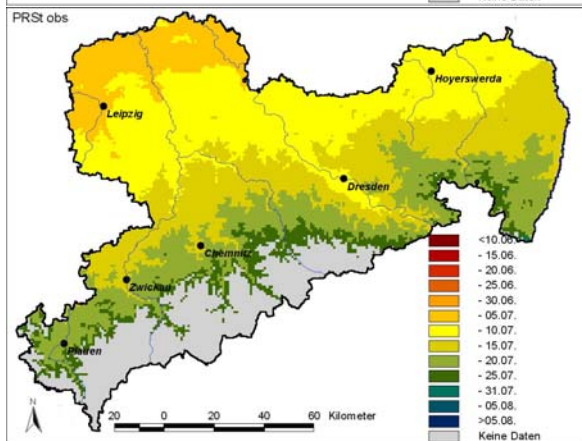 Keine Daten
PRSt obs
Hoyerswerda
Leipzig
Dresden
Chemnitz
Zwickau
Plauen
<10.06.
- 15.06.
- 20.06.
- 25.06.
- 30.06.
- 05.07.
- 10.07.
- 15.07.
- 20.07.
- 25.07.
- 31.07.
- 05.08.
>05.08.
Keine Daten
N
20 0 20 40 60 Kilometer